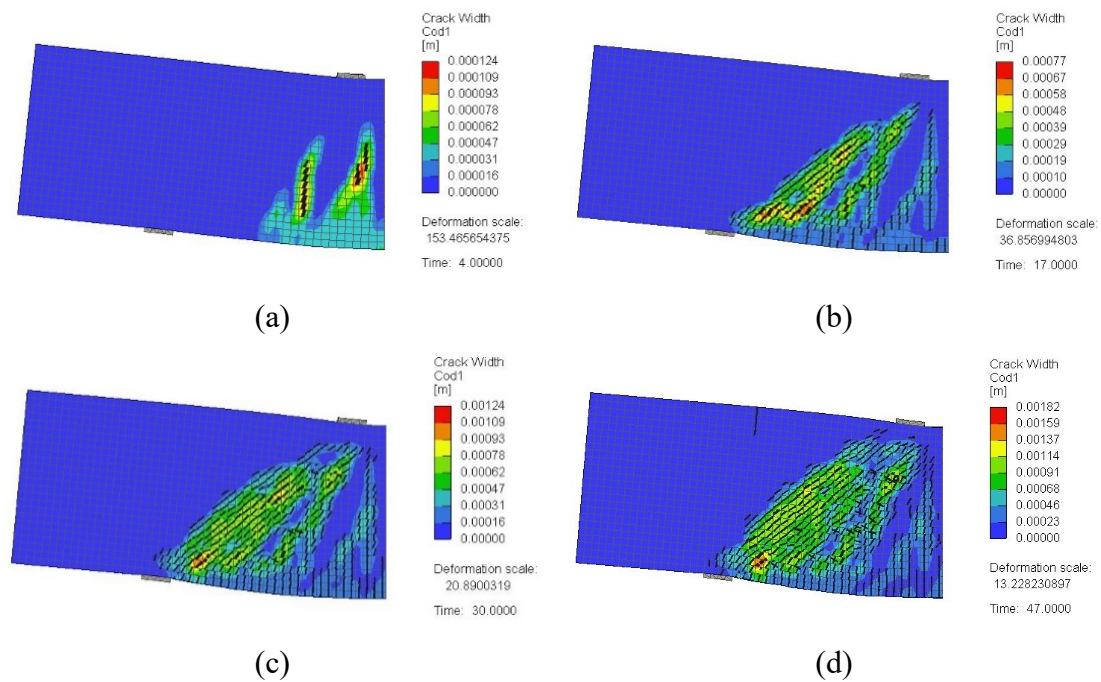 Crack Width
Cod1
[m]
0.000124
0.000109
0.000093
0.000078
0.000062
0.000047
0.000031
0.000016
0.000000
Deformation scale:
153.465654375
Time: 4.00000
(a)
Crack Width
Cod1
[m]
0.00077
0.00067
0.00058
0.00048
0.00039
0.00029
0.00019
0.00010
0.00000
Deformation scale:
36.856994803
Time: 17.0000
(b)
Crack Width
Cod1
[m]
0.00124
0.00109
0.00093
0.00078
0.00062
0.00047
0.00031
0.00016
0.00000
Deformation scale:
20.8900319
Time: 30.0000
(c)
Crack Width
Cod1
[m]
0.00182
0.00159
0.00137
0.00114
0.00091
0.00068
0.00046
0.00023
0.00000
Deformation scale:
13.228230897
Time: 47.0000
(d)